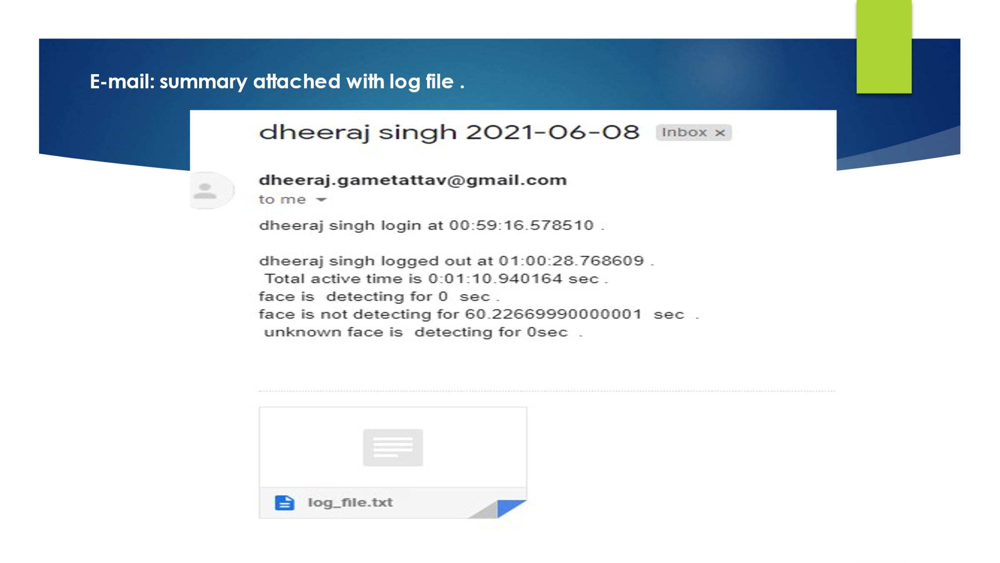 E-mail: summary attached with log file .
dheeraj singh 2021-06-08 Inbox ×
dheeraj.gametattav@gmail.com
to me
dheeraj singh login at 00:59:16.578510 .
dheeraj singh logged out at 01:00:28.768609 .
Total active time is 0:01:10.940164 sec .
face is  detecting for 0  sec .
face is not detecting for 60.22669990000001  sec  .
unknown face is  detecting for 0sec  .
log_file.txt